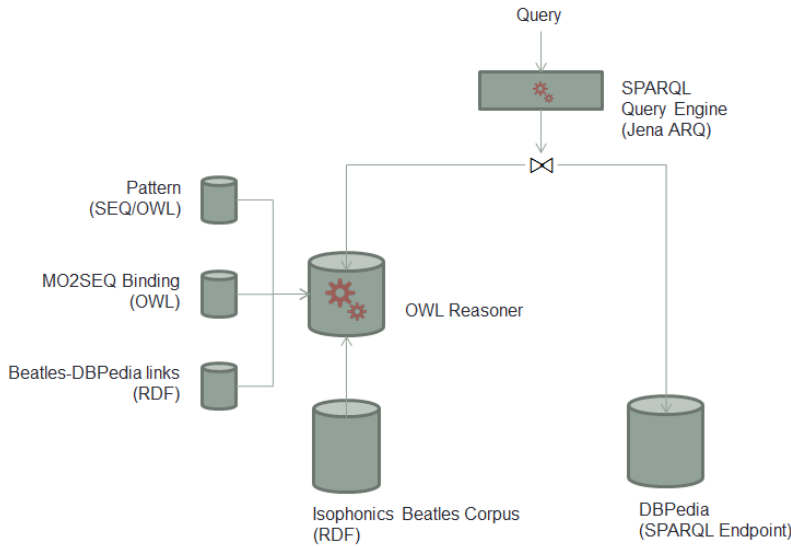 Query
SPARQL
Query Engine
(Jena ARQ)
Pattern
(SEQ/OWL)
MO2SEQ Binding
(OWL)
OWL Reasoner
Beatles-DBPedia links
(RDF)
Isophonics Beatles Corpus
(RDF)
DBPedia
(SPARQL Endpoint)